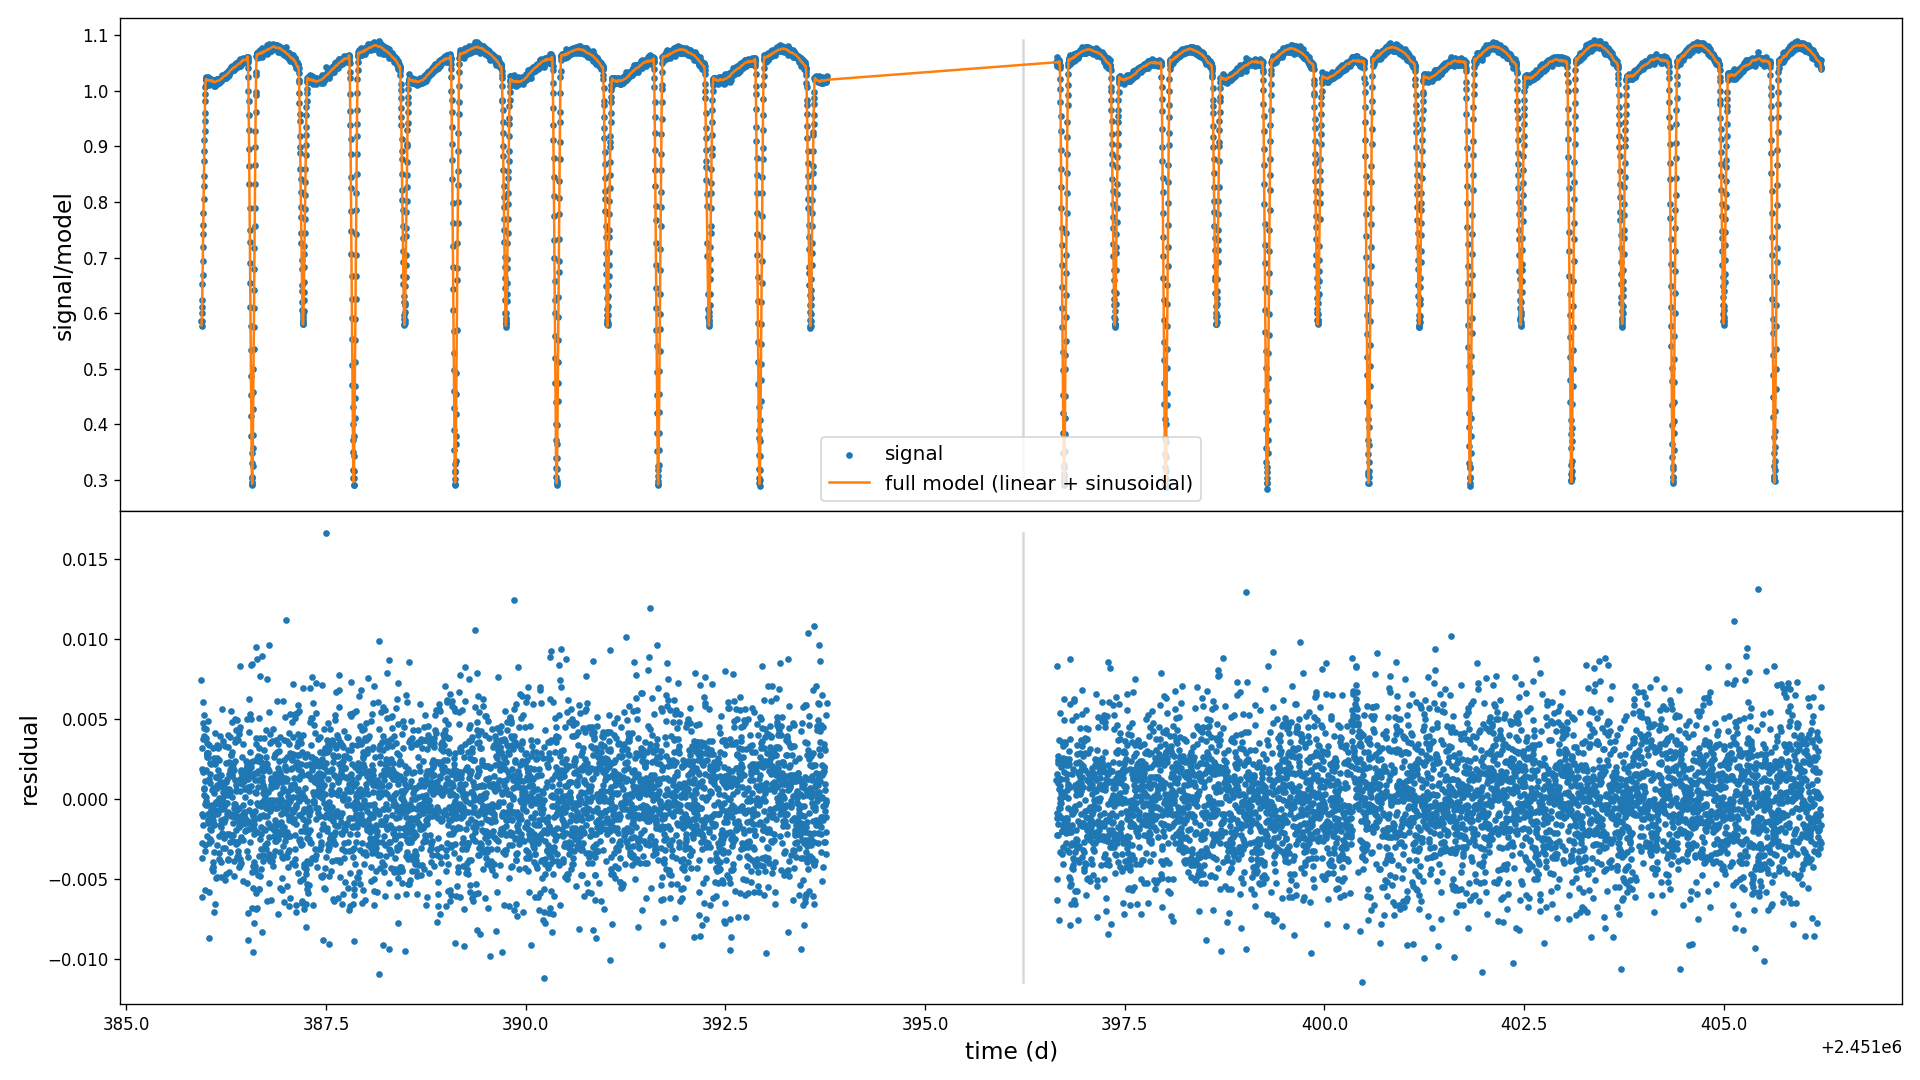 1.1
1.0
0.9
0.8
0.7
0.6
0.5
0.4
0.3
signal/model
signal
full model (linear + sinusoidal)
0.015
0.010
0.005
0.000
−0.005
−0.010
residual
385.0 387.5 390.0 392.5 395.0 397.5 400.0 402.5 405.0
+2.451e6
time (d)